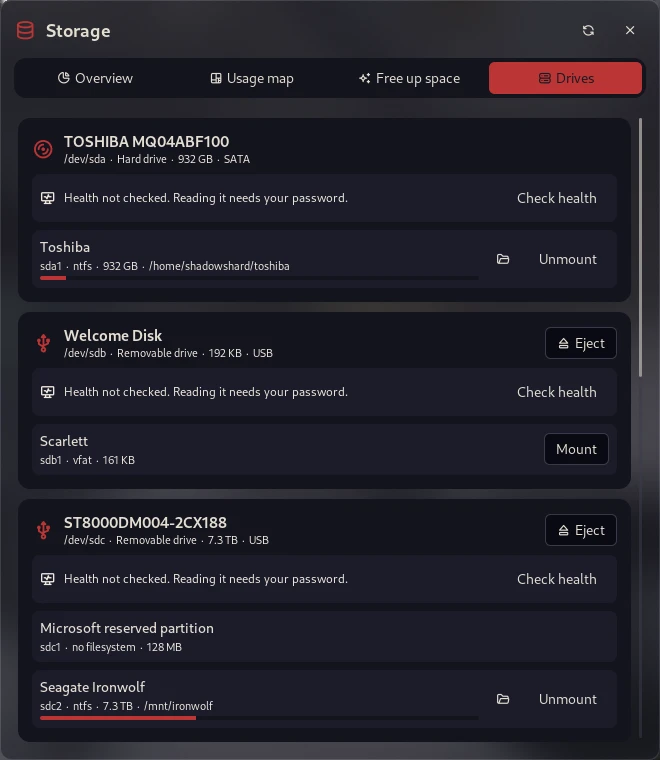 Storage
Overview
Usage map
Free up space
Drives
TOSHIBA MQ04ABF100
/dev/sda · Hard drive · 932 GB · SATA
Health not checked. Reading it needs your password.
Check health
Toshiba
sda1 · ntfs · 932 GB · /home/shadowshard/toshiba
Unmount
Welcome Disk
/dev/sdb · Removable drive · 192 KB · USB
Eject
Health not checked. Reading it needs your password.
Check health
Scarlett
sdb1 · vfat · 161 KB
Mount
ST8000DM004-2CX188
/dev/sdc · Removable drive · 7.3 TB · USB
Eject
Health not checked. Reading it needs your password.
Check health
Microsoft reserved partition
sdc1 · no filesystem · 128 MB
Seagate Ironwolf
sdc2 · ntfs · 7.3 TB · /mnt/ironwolf
Unmount